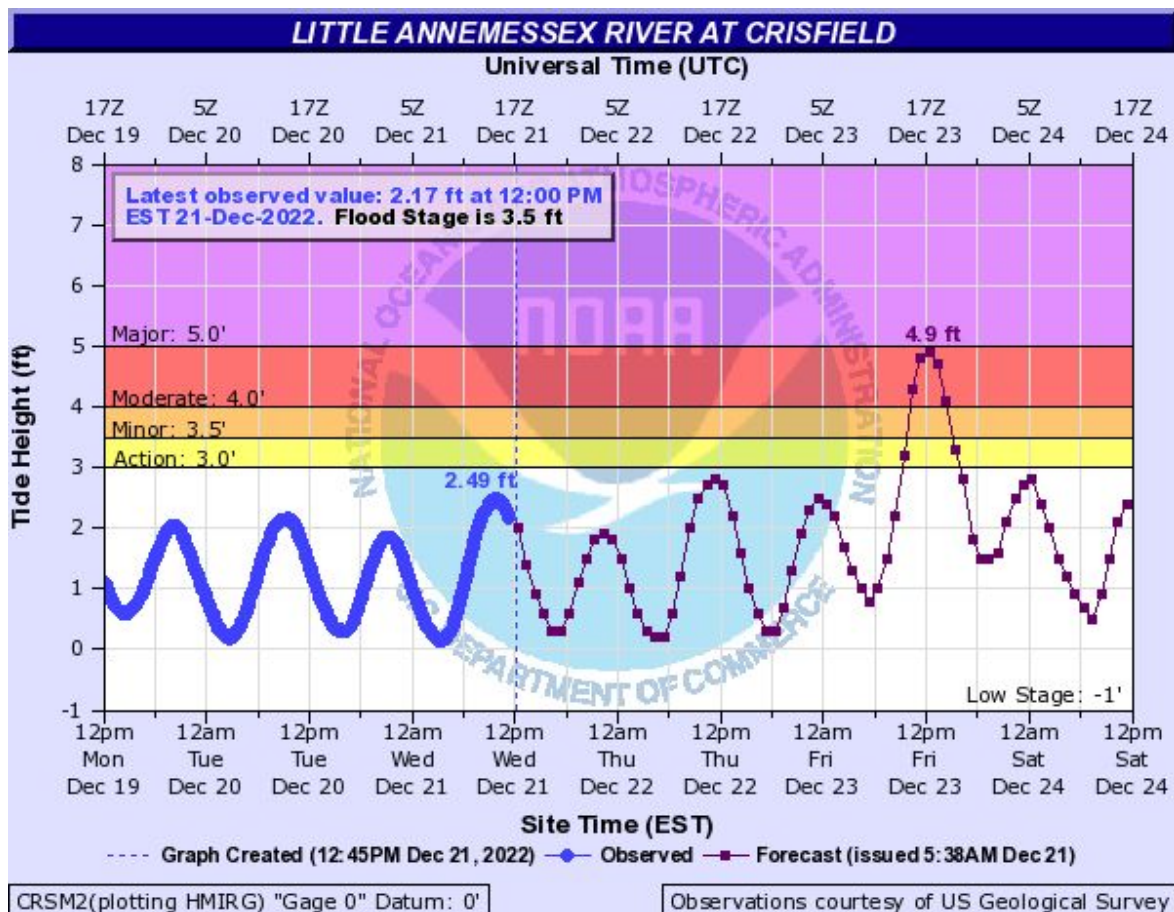 LITTLE ANNEMESSEX RIVER AT CRISFIELD
Universal Time (UTC)
17Z 5Z 17Z 5Z 17Z 5Z 17Z 5Z 17Z 5Z 17Z
Dec 19 Dec 20 Dec 20 Dec 21 Dec 21 Dec 22 Dec 22 Dec 23 Dec 23 Dec 24 Dec 24
Latest observed value: 2.17 ft at 12:00 PM
EST 21-Dec-2022. Flood Stage is 3.5 ft
Tide Height (ft)
8
7
6
5
4
3
2
1
0
-1
NOAA
Major: 5.0'
4.9 ft
Moderate: 4.0'
Minor: 3.5'
Action: 3.0'
2.49 ft
DEPARTMENT OF COMMERCE
Low Stage: -1'
12pm 12am 12pm 12am 12pm 12am 12pm 12am 12pm 12am 12pm
Mon Tue Tue Wed Wed Thu Thu Fri Fri Sat Sat
Dec 19 Dec 20 Dec 20 Dec 21 Dec 21 Dec 22 Dec 22 Dec 23 Dec 23 Dec 24 Dec 24
Site Time (EST)
Graph Created (12:45PM Dec 21, 2022) Observed Forecast (issued 5:38AM Dec 21)
CRSM2(plotting HMIRG) "Gage 0" Datum: 0' Observations courtesy of US Geological Survey